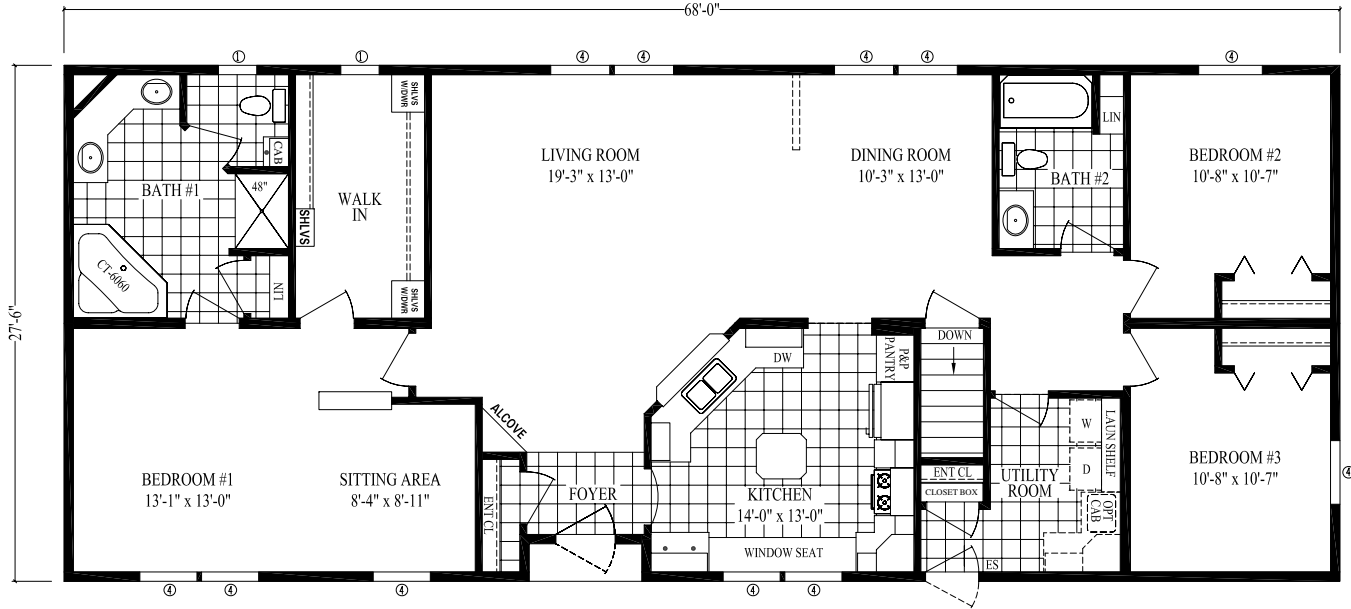 68'-0"
① ① ④ ④ ④ ④ ④
27'-6"
SHLVS
W/DWR
CAB
LIN
LIVING ROOM
19'-3" x 13'-0"
DINING ROOM
10'-3" x 13'-0"
BEDROOM #2
10'-8" x 10'-7"
BATH #1
48"
WALK
IN
BATH #2
SHLVS
CT-6060
LIN
SHLVS
W/DWR
DOWN
DW
P&P
PANTRY
ALCOVE
W
LAUN SHELF
D
BEDROOM #1
13'-1" x 13'-0"
SITTING AREA
8'-4" x 8'-11"
ENT CL
FOYER
KITCHEN
14'-0" x 13'-0"
WINDOW SEAT
ENT CL
CLOSET BOX
UTILITY
ROOM
OPT
CAB
ES
BEDROOM #3
10'-8" x 10'-7"
④
④ ④ ④ ④ ④